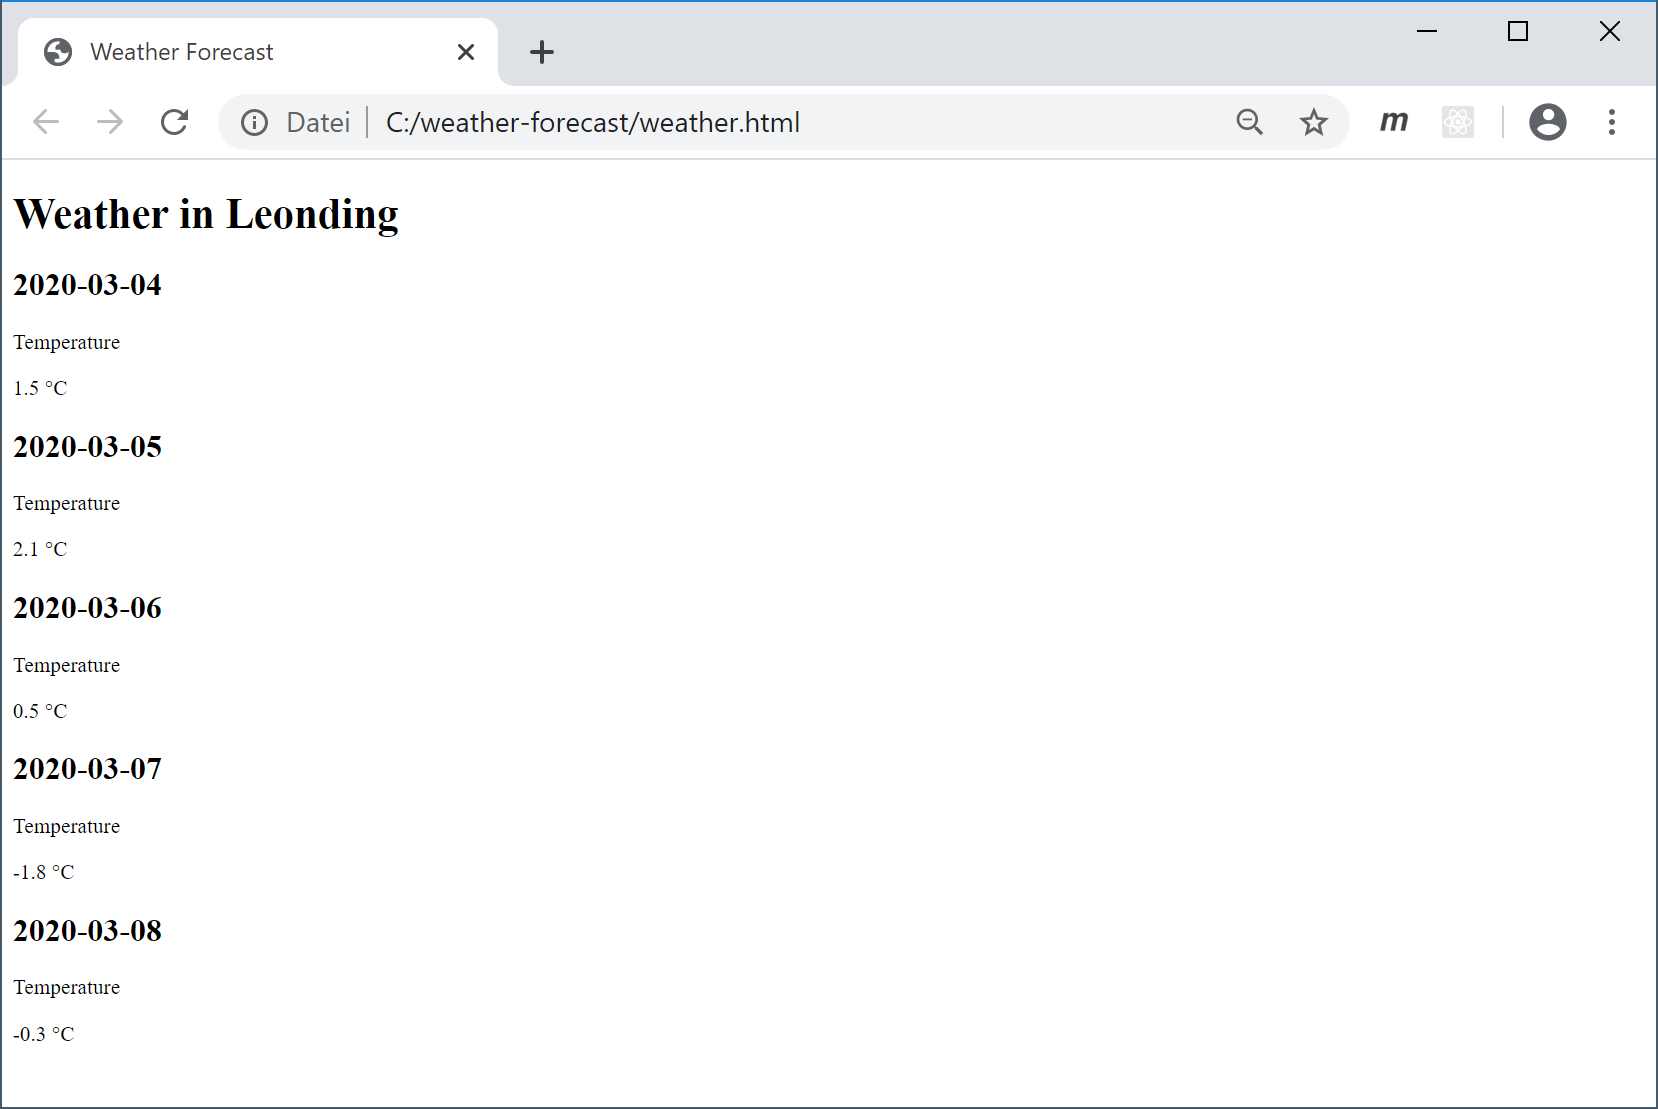 Weather Forecast
Datei C:/weather-forecast/weather.html m
Weather in Leonding
2020-03-04
Temperature
1.5 °C
2020-03-05
Temperature
2.1 °C
2020-03-06
Temperature
0.5 °C
2020-03-07
Temperature
-1.8 °C
2020-03-08
Temperature
-0.3 °C